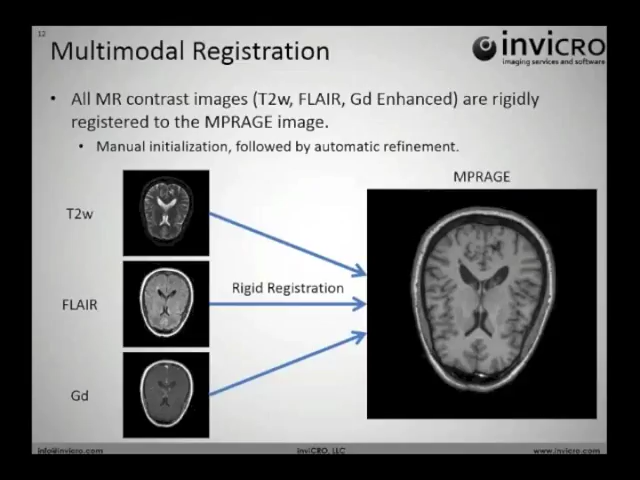 12
Multimodal Registration
invicro
imaging services and software
• All MR contrast images (T2w, FLAIR, Gd Enhanced) are rigidly
registered to the MPRAGE image.
• Manual initialization, followed by automatic refinement.
MPRAGE
T2w
Rigid Registration
FLAIR
Gd
info@invicro.com
inviCRO, LLC
www.invicro.com